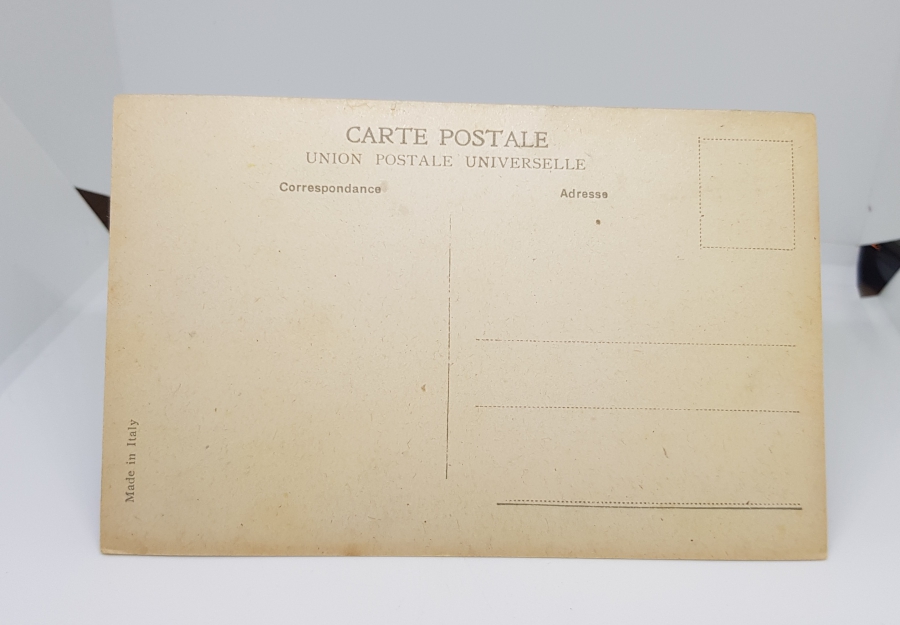 CARTE POSTALE
UNION POSTALE UNIVERSELLE
Correspondance
Adresse
Made in Italy